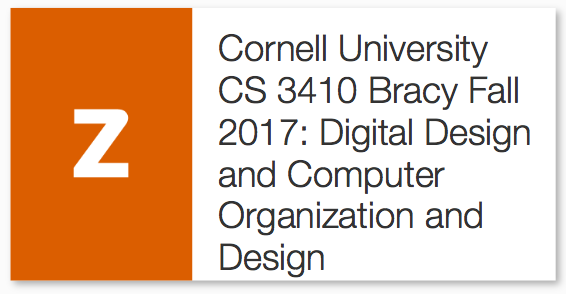 z
Cornell University
CS 3410 Bracy Fall
2017: Digital Design
and Computer
Organization and
Design